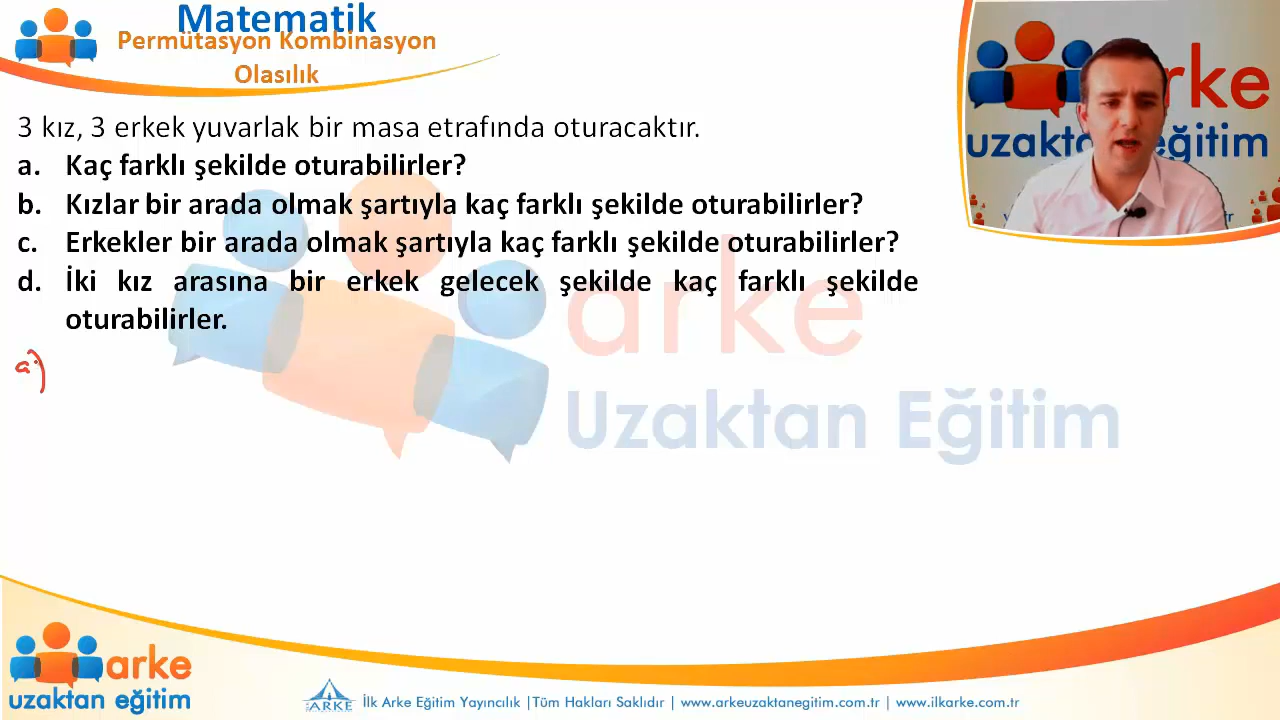 Matematik
Permütasyon Kombinasyon
Olasılık
arke
uzaktan eğitim
3 kız, 3 erkek yuvarlak bir masa etrafında oturacaktır.
a. Kaç farklı şekilde oturabilirler?
b. Kızlar bir arada olmak şartıyla kaç farklı şekilde oturabilirler?
c. Erkekler bir arada olmak şartıyla kaç farklı şekilde oturabilirler?
d. İki kız arasına bir erkek gelecek şekilde kaç farklı şekilde
oturabilirler.
a)
arke
Uzaktan Eğitim
arke
uzaktan eğitim
ARKE
İlk Arke Eğitim Yayıncılık |Tüm Hakları Saklıdır | www.arkeuzaktanegitim.com.tr | www.ilkarke.com.tr